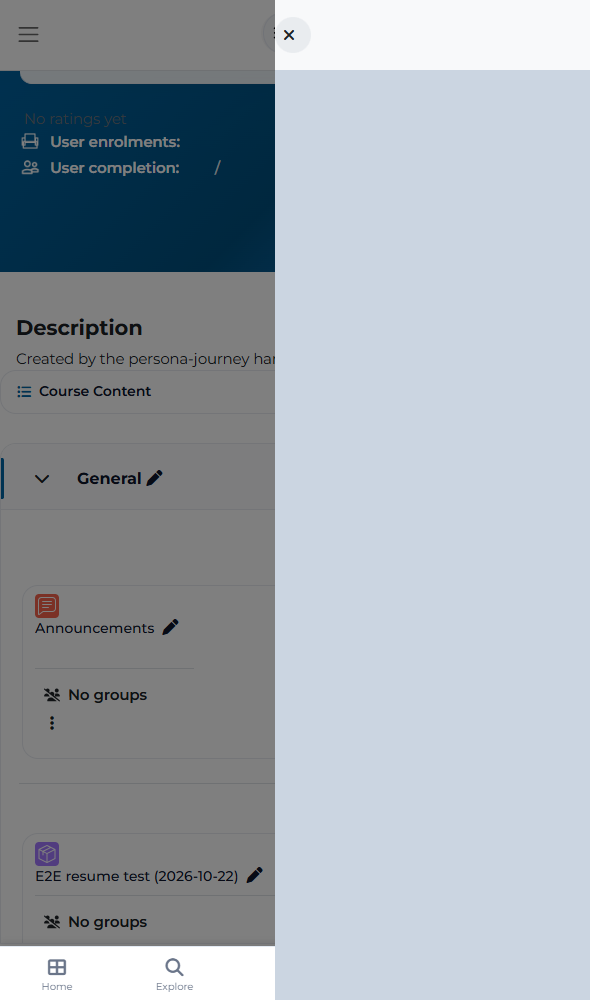 No ratings yet
User enrolments:
User completion: /
Description
Created by the persona-journey
Course Content
General
Announcements
No groups
E2E resume test (2026-10-22)
No groups
Home
Explore